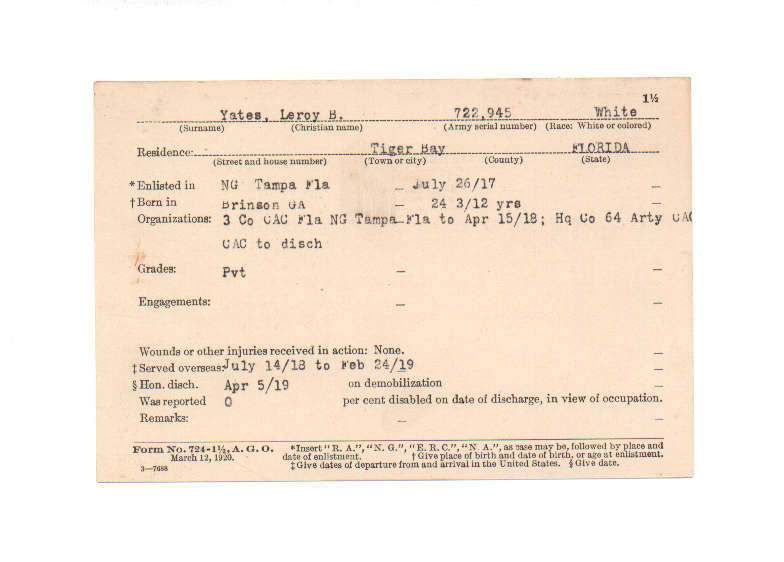 1½
Yates, Leroy B. 722,945 White
(Surname) (Christian name) (Army serial number) (Race: White or colored)
Residence: Tiger Bay FLORIDA
(Street and house number) (Town or city) (County) (State)
*Enlisted in NG Tampa Fla — July 26/17 —
†Born in Brinson GA — 24 3/12 yrs —
Organizations: 3 Co CAC Fla NG Tampa Fla to Apr 15/18; Hq Co 64 Arty CAC
CAC to disch
Grades: Pvt — —
Engagements: — —
Wounds or other injuries received in action: None. —
‡Served overseas: July 14/18 to Feb 24/19 —
§Hon. disch. Apr 5/19 on demobilization —
Was reported 0 per cent disabled on date of discharge, in view of occupation.
Remarks: — —
Form No. 724-1½, A. G. O. *Insert "R. A.", "N. G.", "E. R. C.", "N. A.", as case may be, followed by place and
March 12, 1920. date of enlistment. †Give place of birth and date of birth, or age at enlistment.
3—7688 ‡Give dates of departure from and arrival in the United States. §Give date.